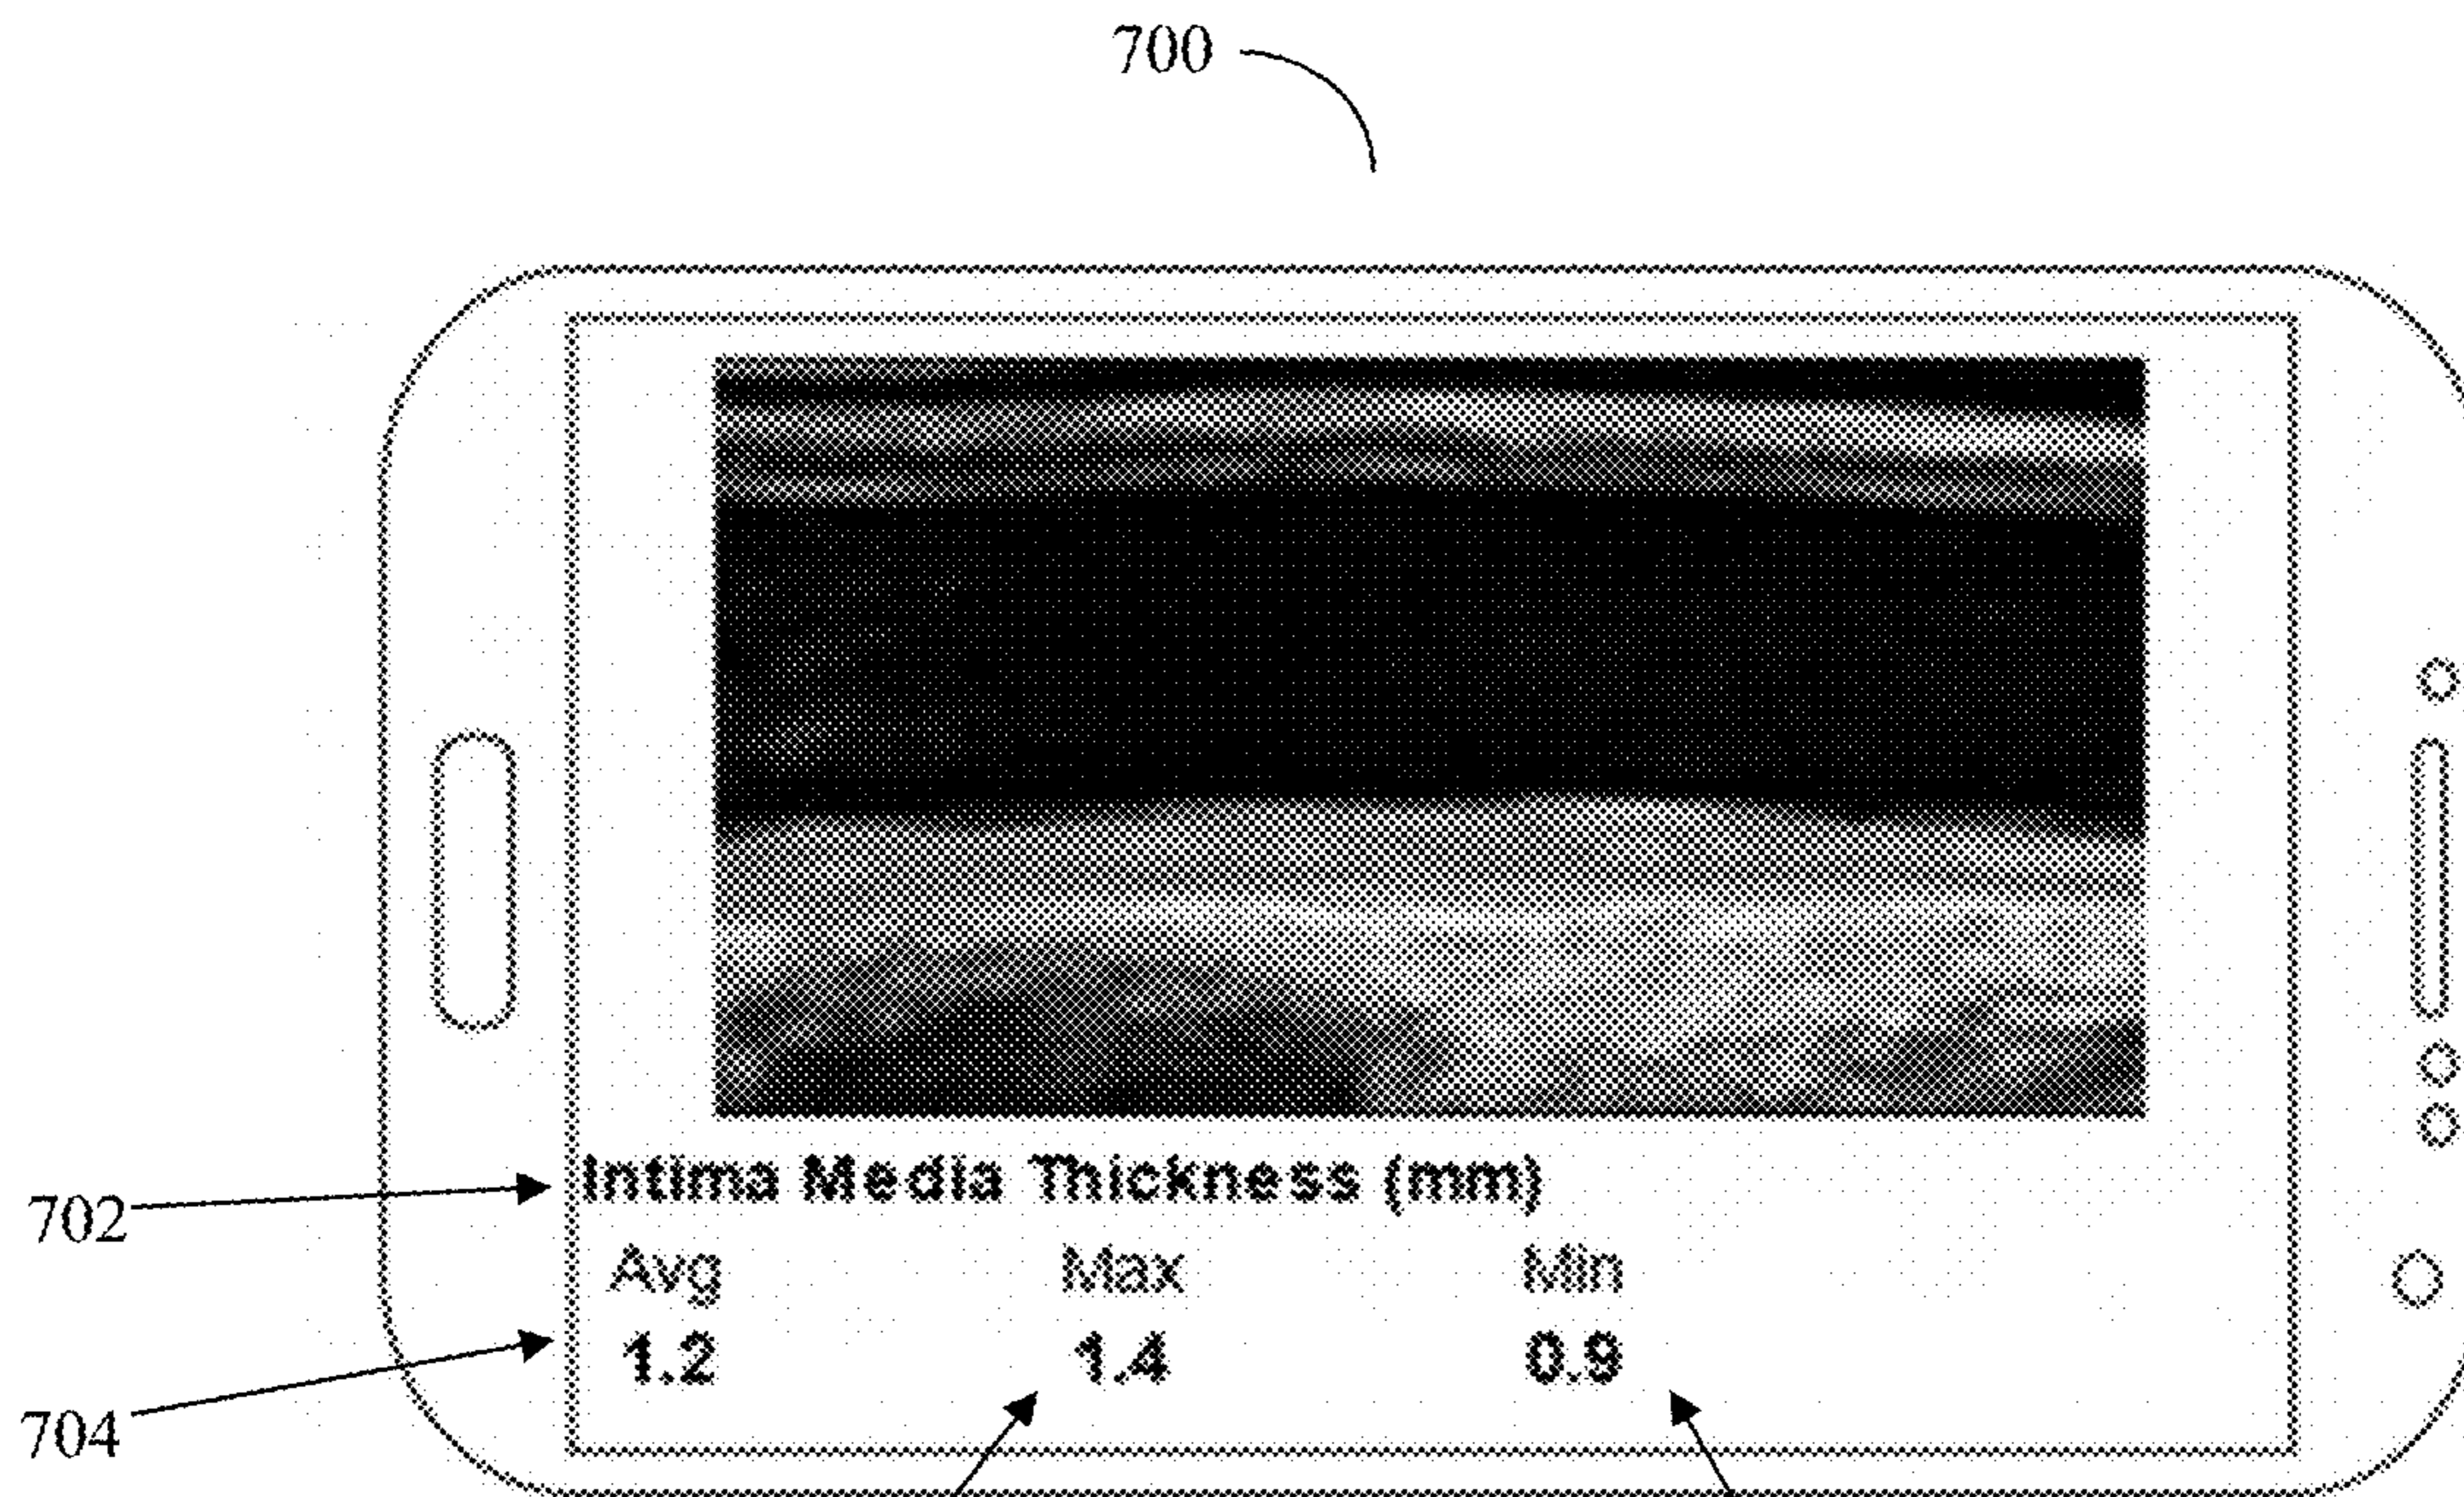 700
702
Intima Media Thickness (mm)
Avg Max Min
704
1.2 1.4 0.9